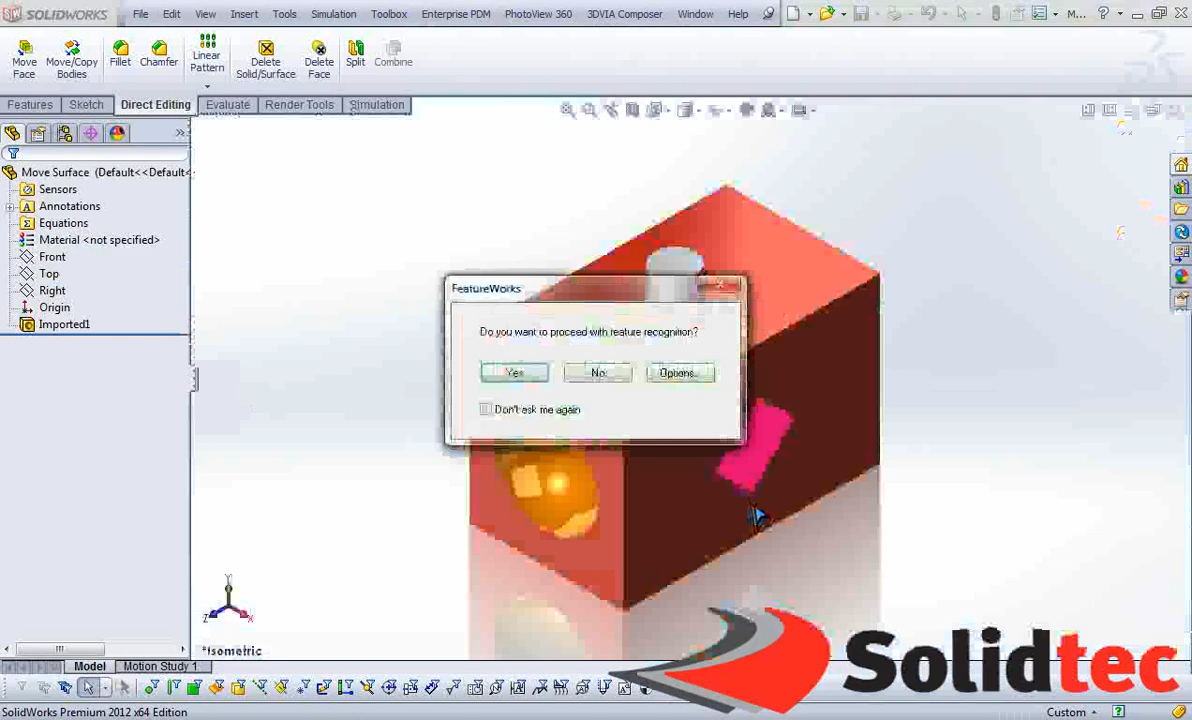 SOLIDWORKS File Edit View Insert Tools Simulation Toolbox Enterprise PDM PhotoView 360 3DVIA Composer Window Help M...
Move Face
Move/Copy Bodies
Fillet
Chamfer
Linear Pattern
Delete Solid/Surface
Delete Face
Split
Combine
Features Sketch Direct Editing Evaluate Render Tools Simulation
Move Surface (Default<<Default<
Sensors
Annotations
Equations
Material <not specified>
Front
Top
Right
Origin
Imported1
FeatureWorks
Do you want to proceed with feature recognition?
Yes No Options...
Don't ask me again
Y
Z X
*Isometric
Solidtec
Model Motion Study 1
SolidWorks Premium 2012 x64 Edition Custom